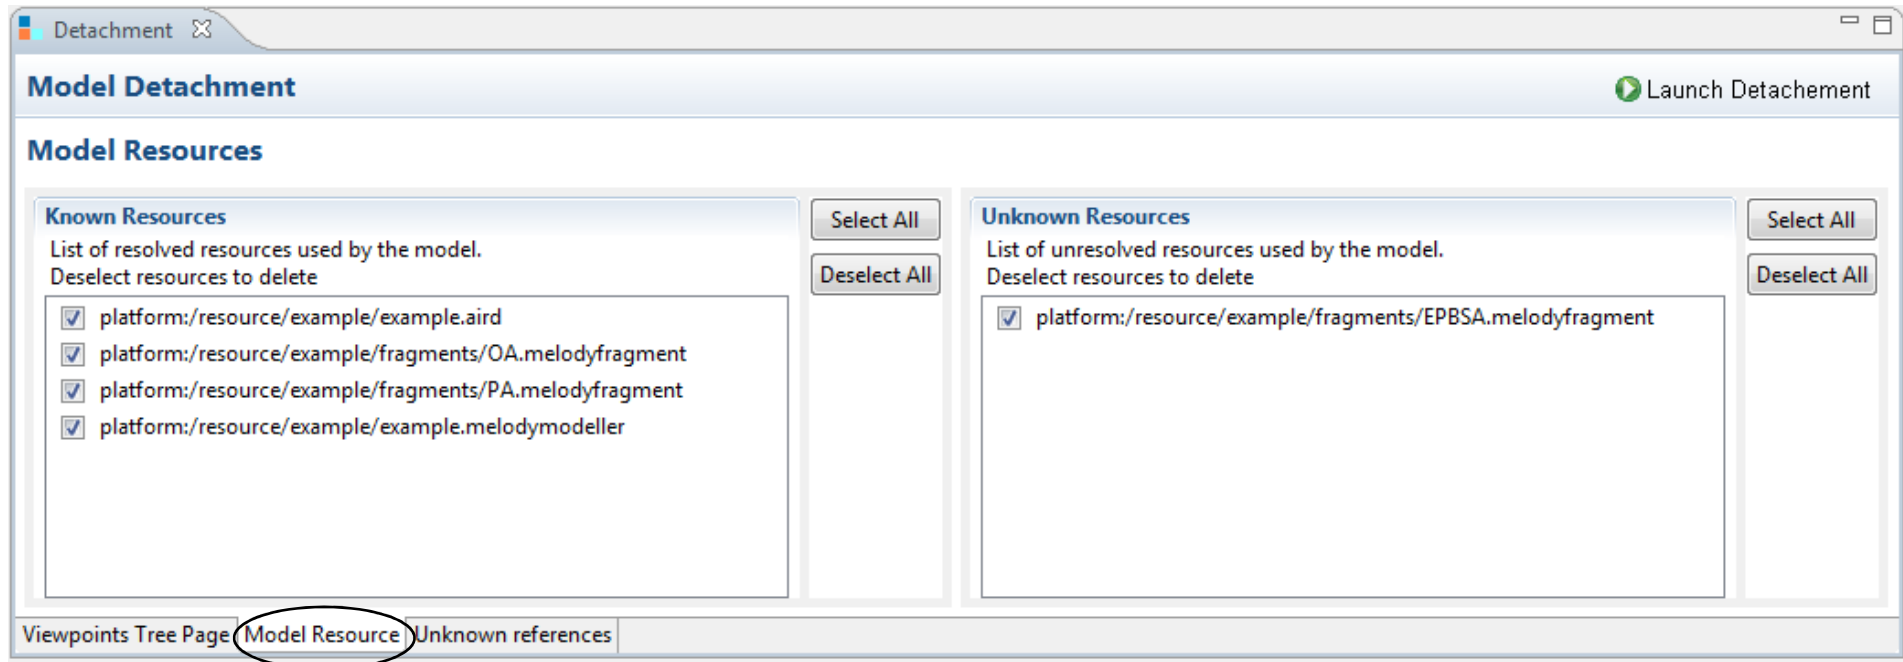 Detachment
Model Detachment
Launch Detachement
Model Resources
Known Resources
List of resolved resources used by the model.
Deselect resources to delete
platform:/resource/example/example.aird
platform:/resource/example/fragments/OA.melodyfragment
platform:/resource/example/fragments/PA.melodyfragment
platform:/resource/example/example.melodymodeller
Select All
Deselect All
Unknown Resources
List of unresolved resources used by the model.
Deselect resources to delete
platform:/resource/example/fragments/EPBSA.melodyfragment
Select All
Deselect All
Viewpoints Tree Page Model Resource Unknown references